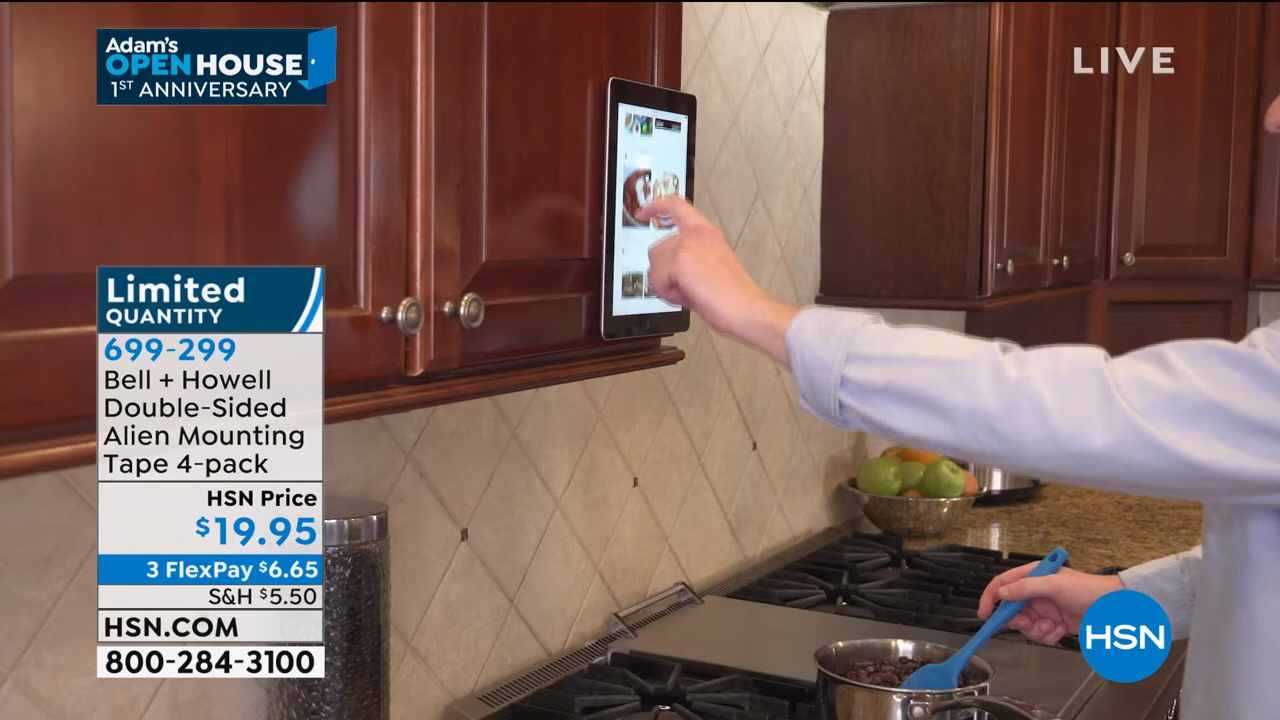 Adam's
OPEN HOUSE
1ST ANNIVERSARY
LIVE
Limited
QUANTITY
699-299
Bell + Howell
Double-Sided
Alien Mounting
Tape 4-pack
HSN Price
$19.95
3 FlexPay $6.65
S&H $5.50
HSN.COM
800-284-3100
HSN